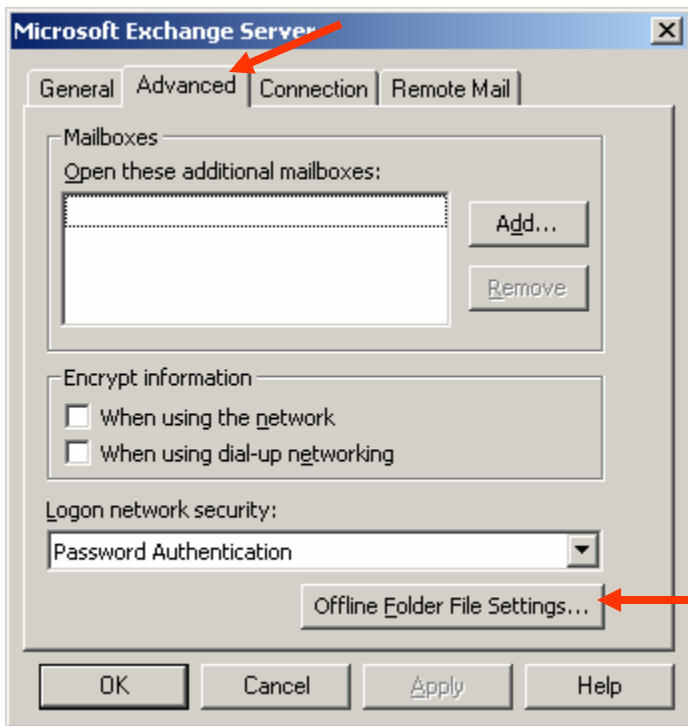 Microsoft Exchange Server
General Advanced Connection Remote Mail
Mailboxes
Open these additional mailboxes:
Add...
Remove
Encrypt information
When using the network
When using dial-up networking
Logon network security:
Password Authentication
Offline Folder File Settings...
OK Cancel Apply Help